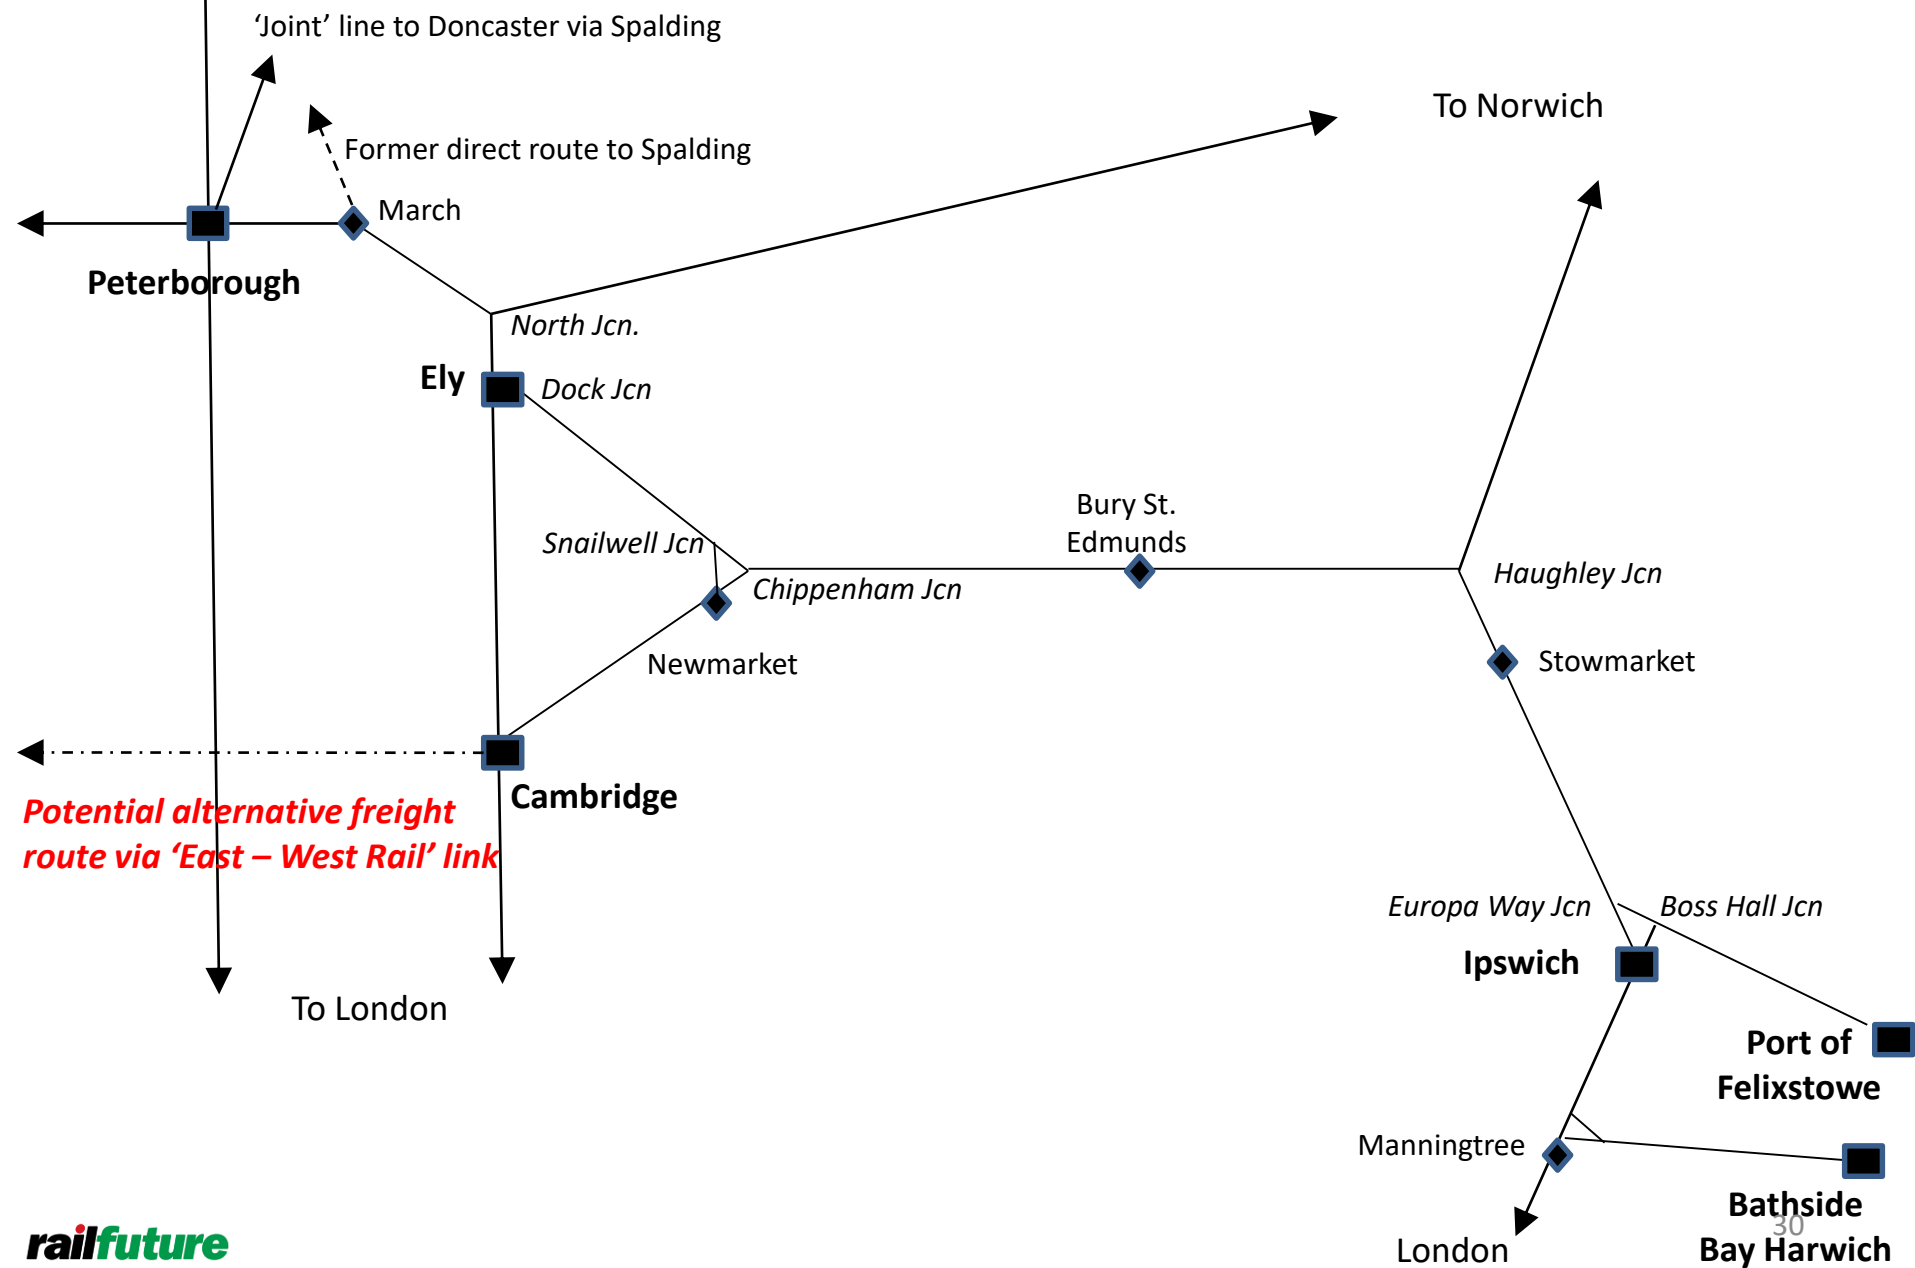 ‘Joint’ line to Doncaster via Spalding
To Norwich
Former direct route to Spalding
March
Peterborough
North Jcn.
Ely
Dock Jcn
Bury St.
Edmunds
Snailwell Jcn
Chippenham Jcn
Haughley Jcn
Newmarket
Stowmarket
Cambridge
Potential alternative freight
route via ‘East – West Rail’ link
Europa Way Jcn
Boss Hall Jcn
Ipswich
To London
Port of
Felixstowe
Manningtree
Bathside
Bay Harwich
London
30
railfuture